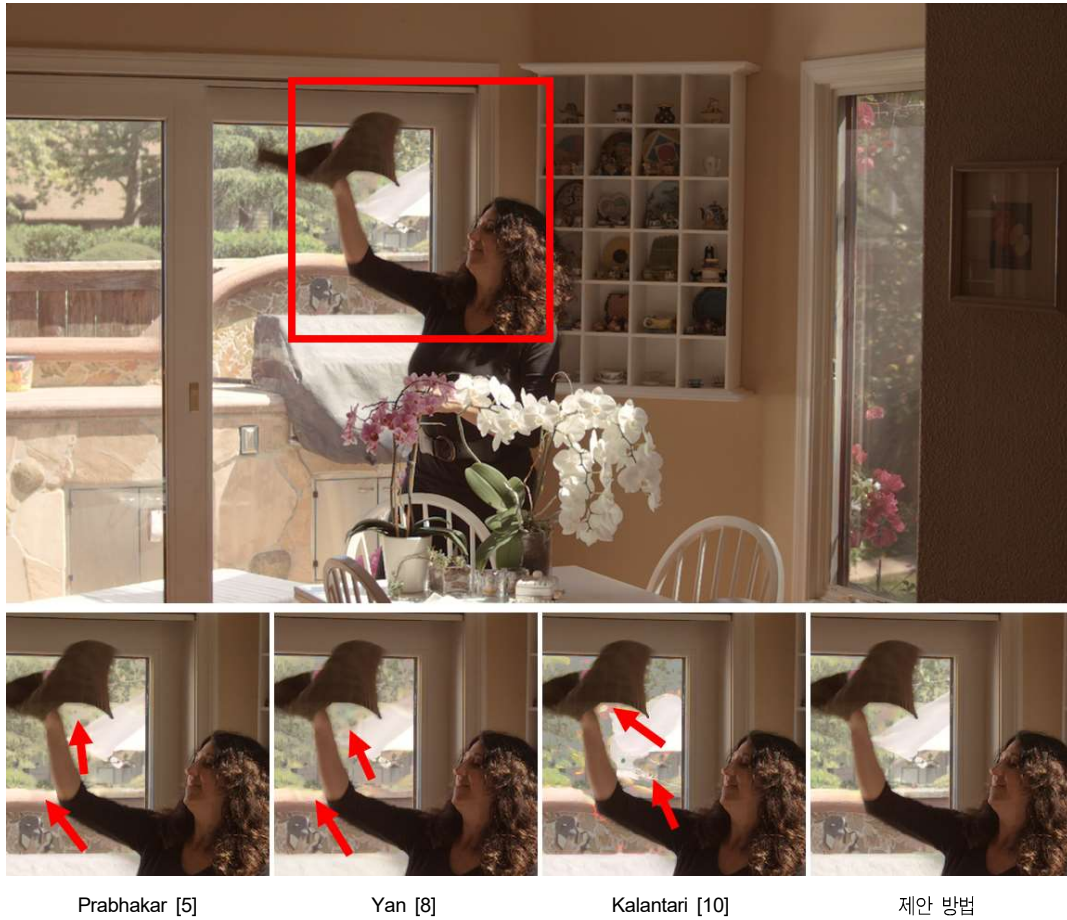 Prabhakar [5]
Yan [8]
Kalantari [10]
제안 방법